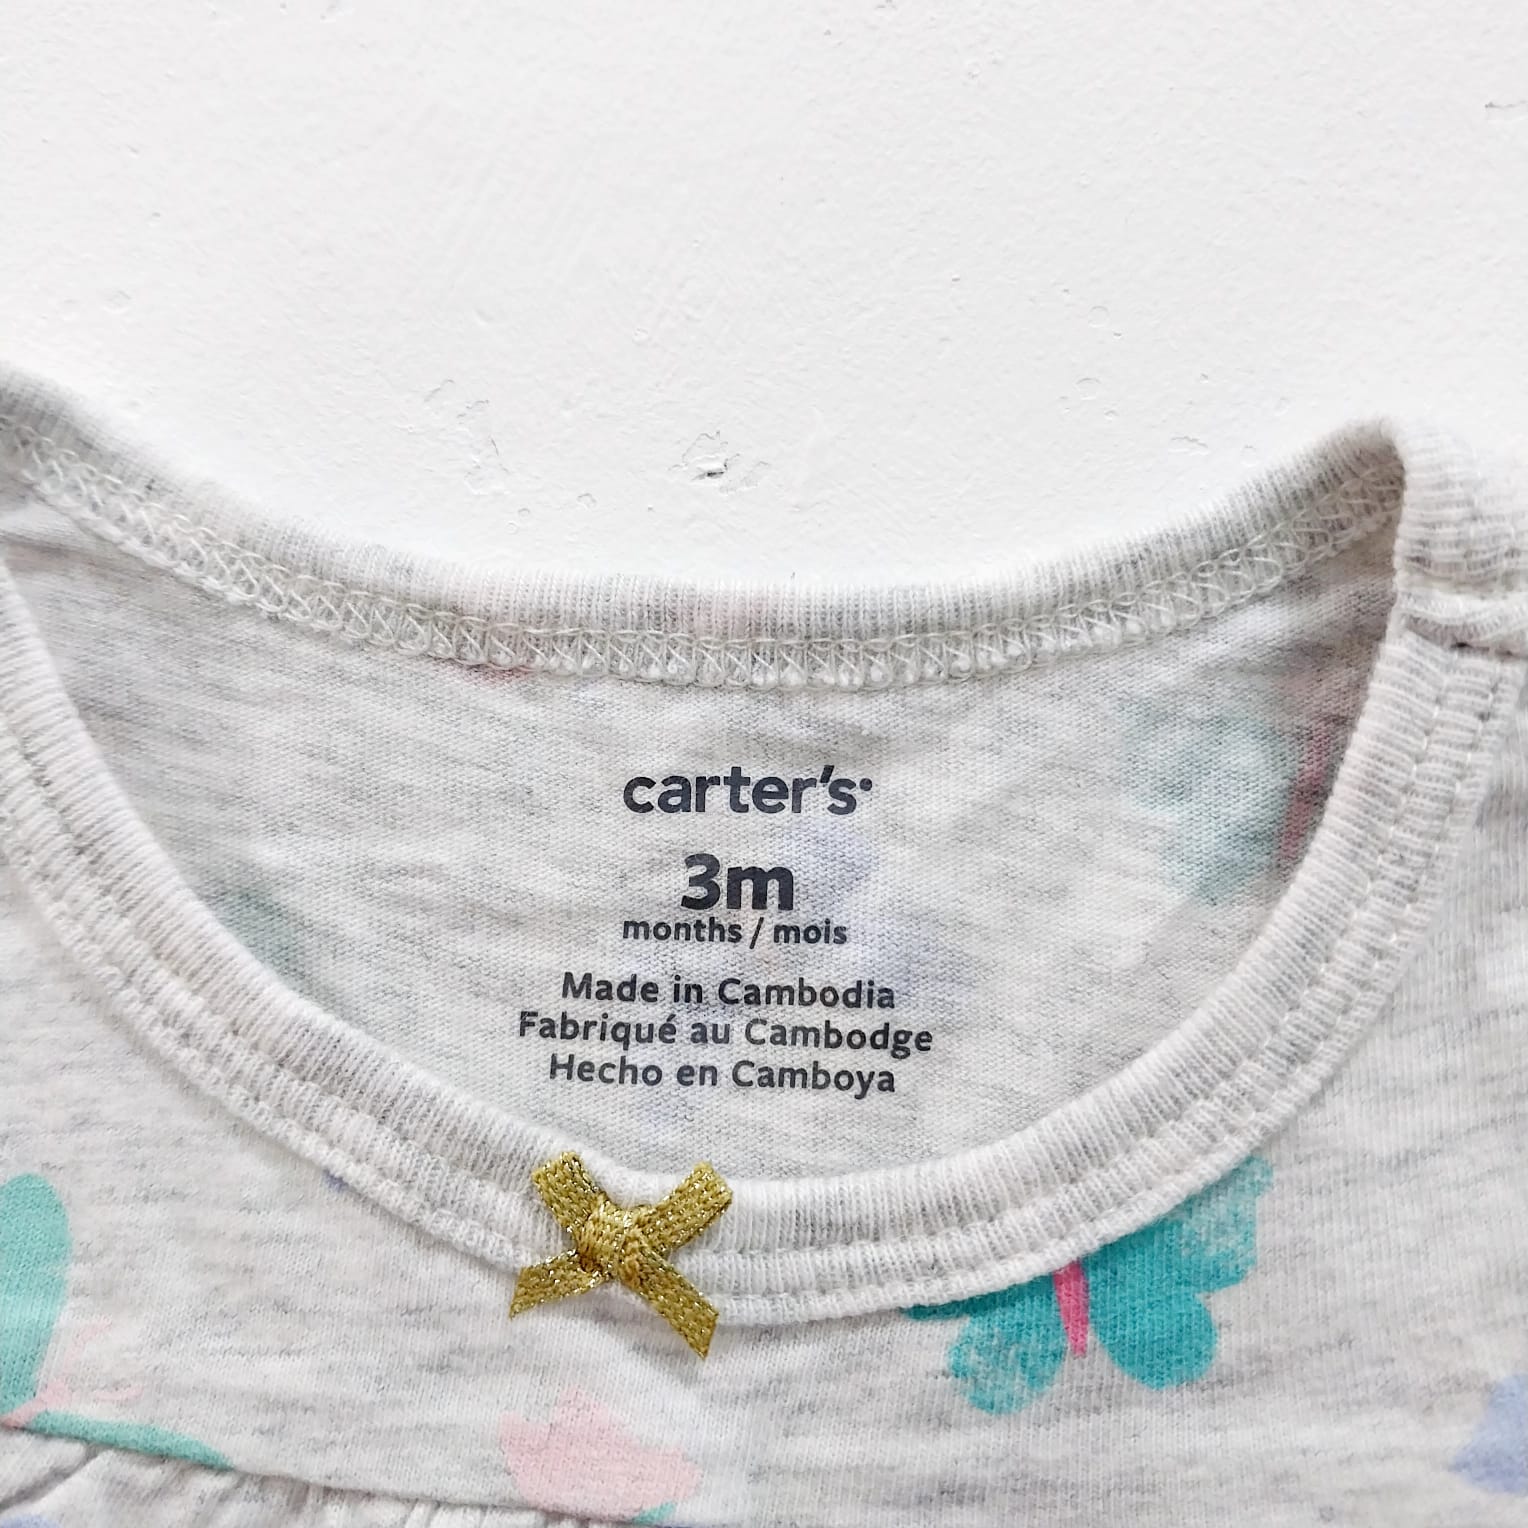 carter's
3m
months / mois
Made in Cambodia
Fabriqué au Cambodge
Hecho en Camboya